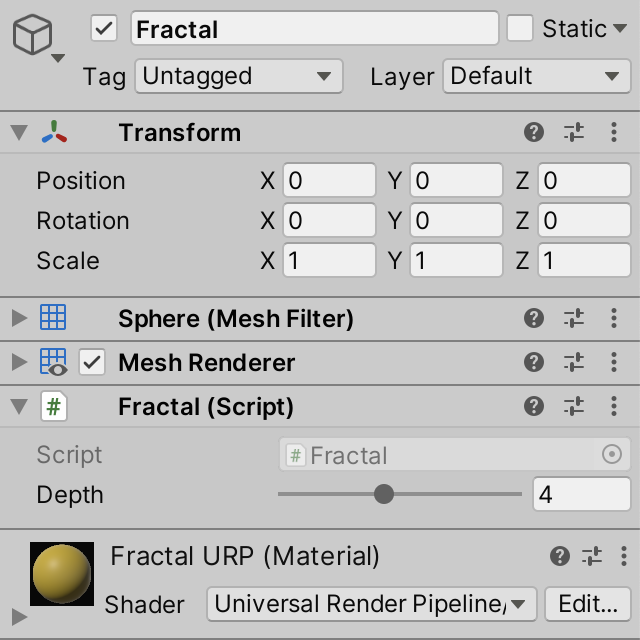 Fractal Static
Tag Untagged Layer Default
Transform
Position X 0 Y 0 Z 0
Rotation X 0 Y 0 Z 0
Scale X 1 Y 1 Z 1
Sphere (Mesh Filter)
Mesh Renderer
# Fractal (Script)
Script # Fractal
Depth 4
Fractal URP (Material)
Shader Universal Render Pipeline/ Edit...